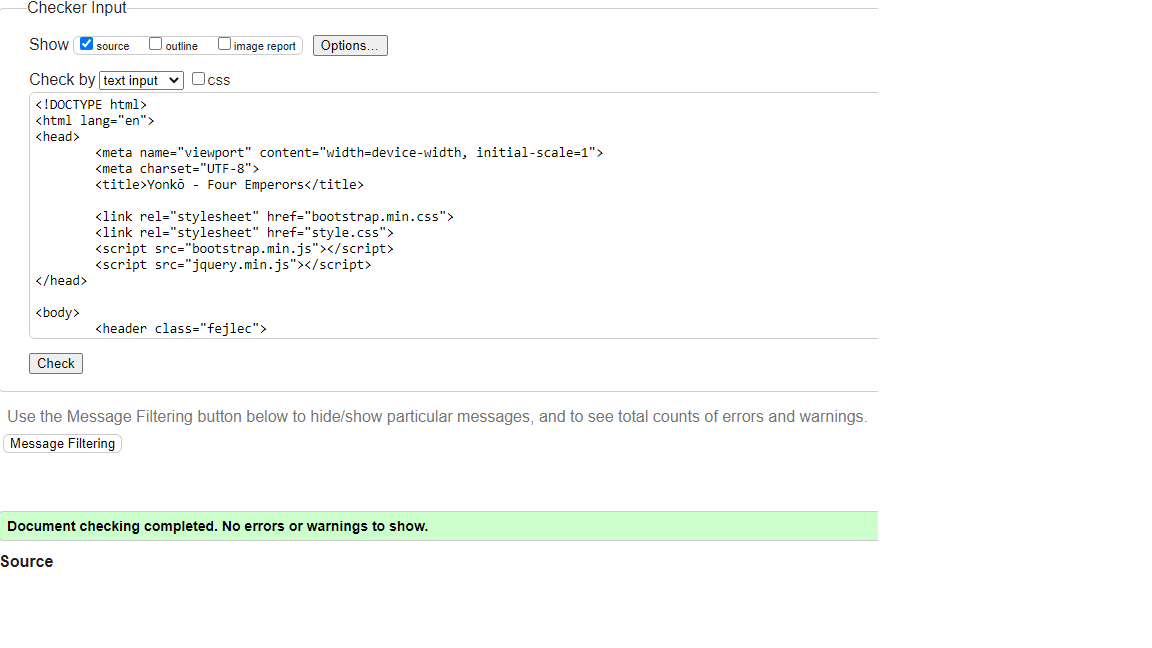 Checker Input
Show source outline image report Options...
Check by text input css
<!DOCTYPE html>
<html lang="en">
<head>
<meta name="viewport" content="width=device-width, initial-scale=1">
<meta charset="UTF-8">
<title>Yonkō - Four Emperors</title>
<link rel="stylesheet" href="bootstrap.min.css">
<link rel="stylesheet" href="style.css">
<script src="bootstrap.min.js"></script>
<script src="jquery.min.js"></script>
</head>
<body>
<header class="fejlec">
Check
Use the Message Filtering button below to hide/show particular messages, and to see total counts of errors and warnings.
Message Filtering
Document checking completed. No errors or warnings to show.
Source